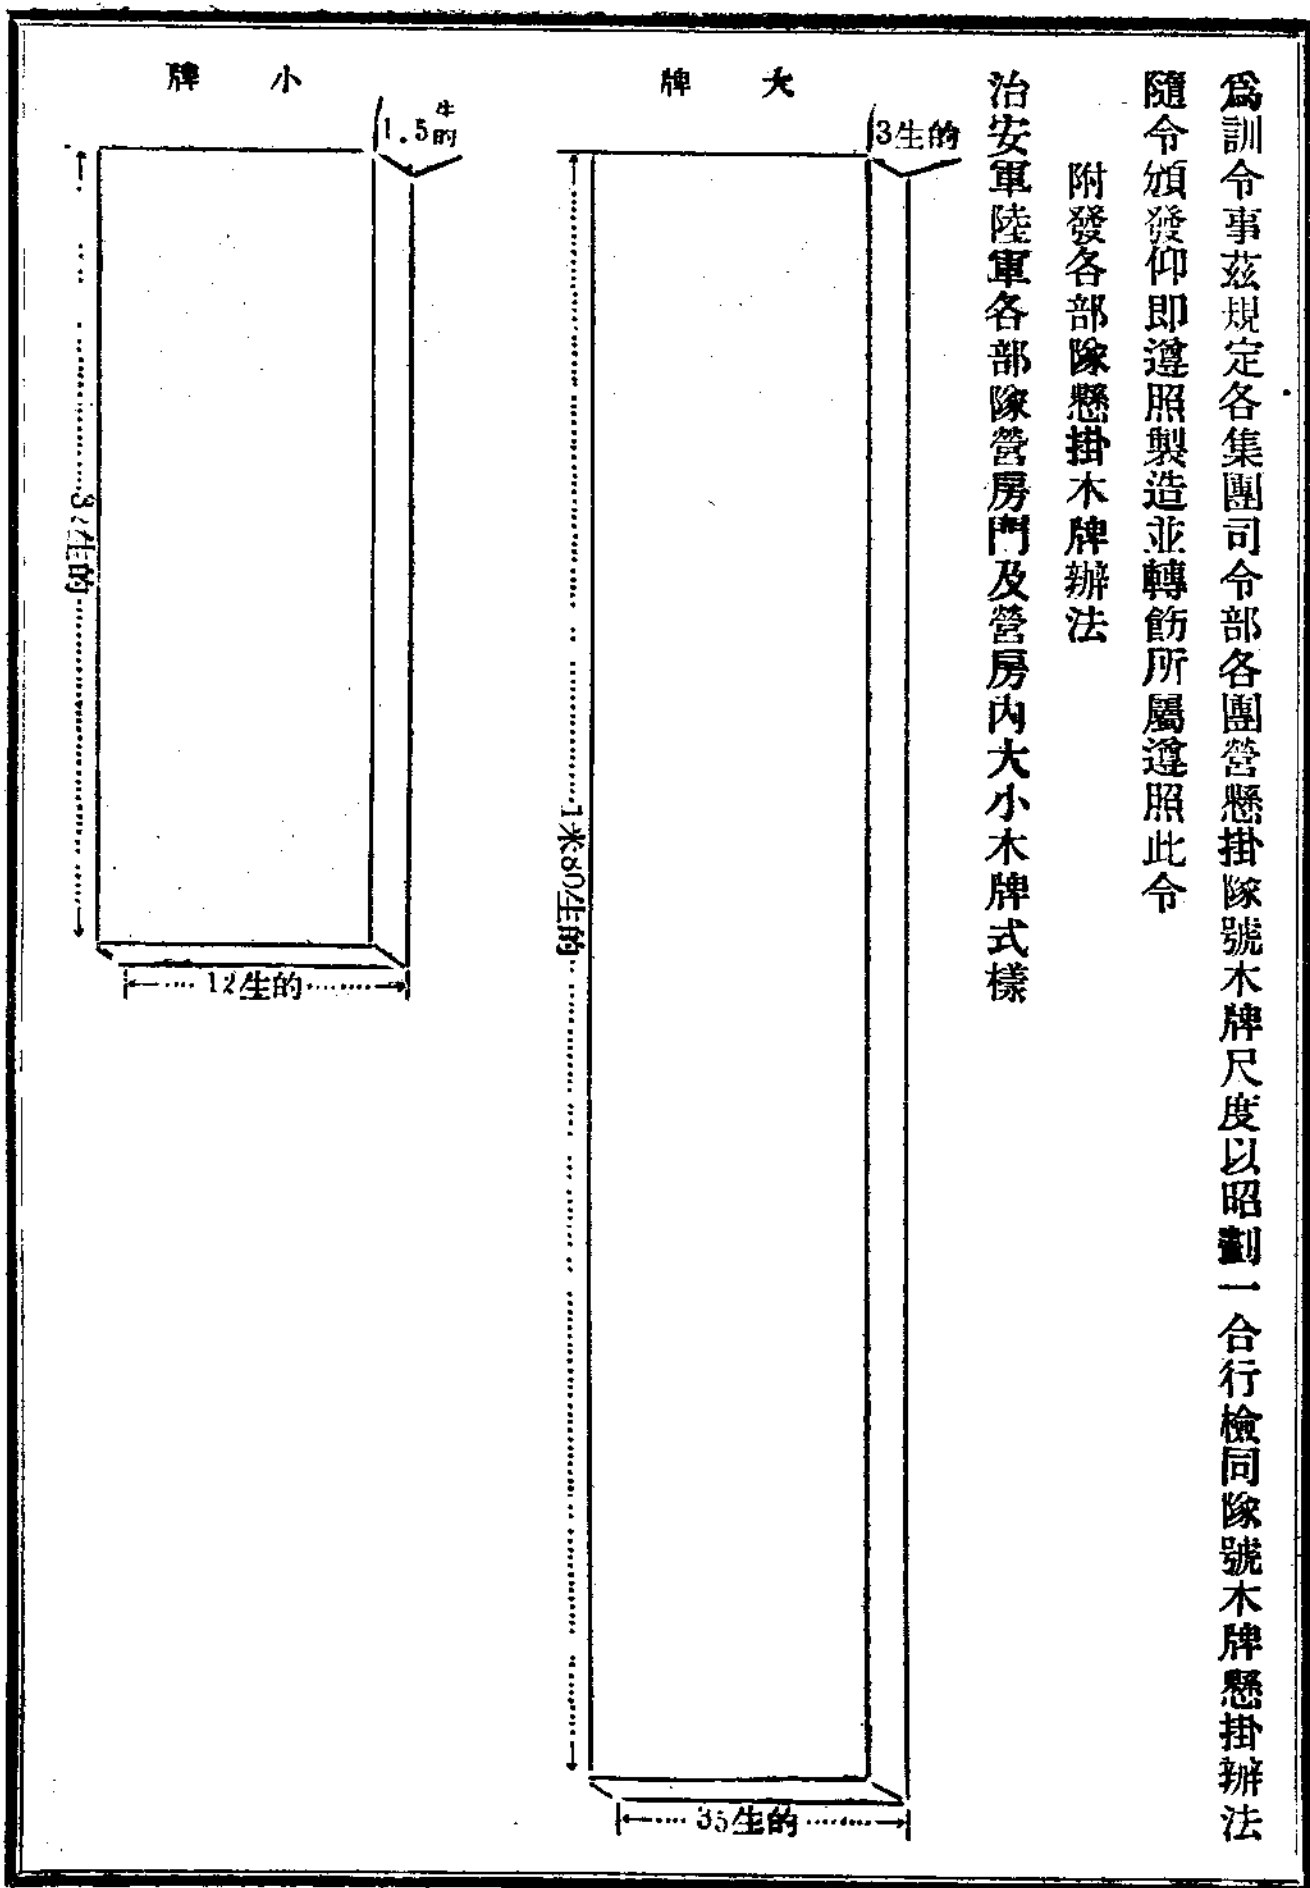 爲訓令事茲規定各集團司令部各團營懸掛隊號木牌尺度以昭劃一合行檢同隊號木牌懸掛辦法
隨令頒發仰即遵照製造並轉飭所屬遵照此令
附發各部隊懸掛木牌辦法
治安軍陸軍各部隊營房門及營房內大小木牌式樣
大牌
3生的
1米80生的
35生的
小牌
1.5生的
12生的